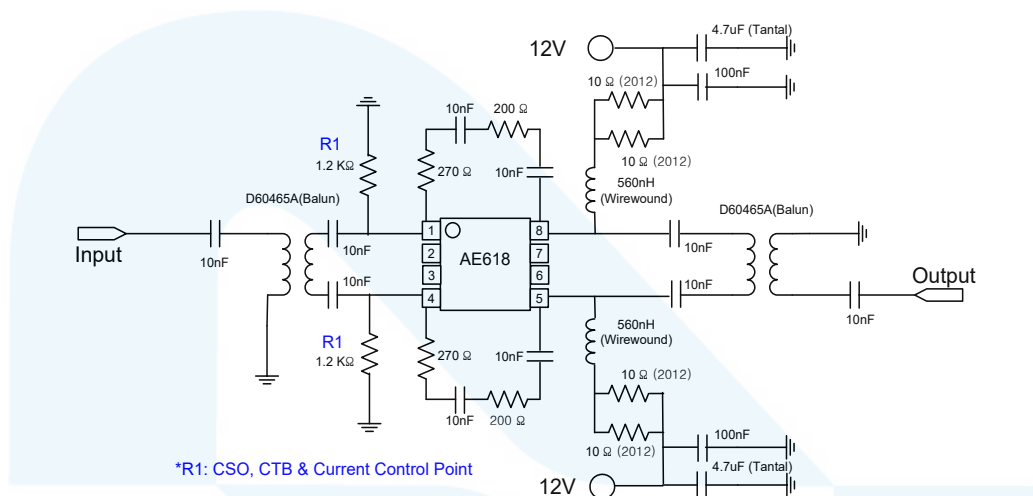 4.7uF (Tantal)
12V
100nF
10 Ω (2012)
10nF
200 Ω
R1
1.2 KΩ
270 Ω
10nF
10 Ω (2012)
560nH
(Wirewound)
D60465A(Balun)
D60465A(Balun)
1
8
Input
10nF
10nF
2
7
AE618
10nF
10nF
3
6
10nF
4
5
Output
10nF
R1
1.2 KΩ
270 Ω
10nF
560nH
(Wirewound)
10 Ω (2012)
10nF
200 Ω
10 Ω (2012)
100nF
*R1: CSO, CTB & Current Control Point
12V
4.7uF (Tantal)